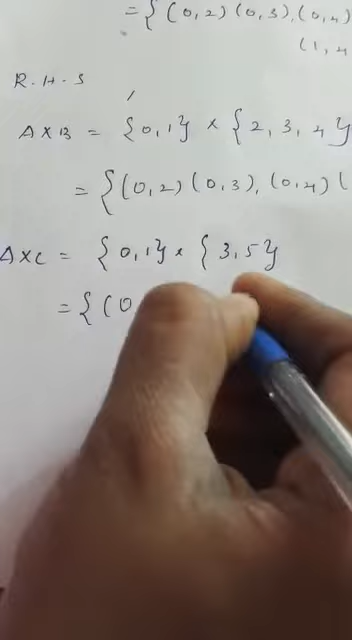 = { (0,2) (0,3), (0,4)
(1,4
R.H.S
A×B = {0,1} × {2,3,4}
= { (0,2) (0,3), (0,4) (
A×C = {0,1} × {3,5}
= { (0